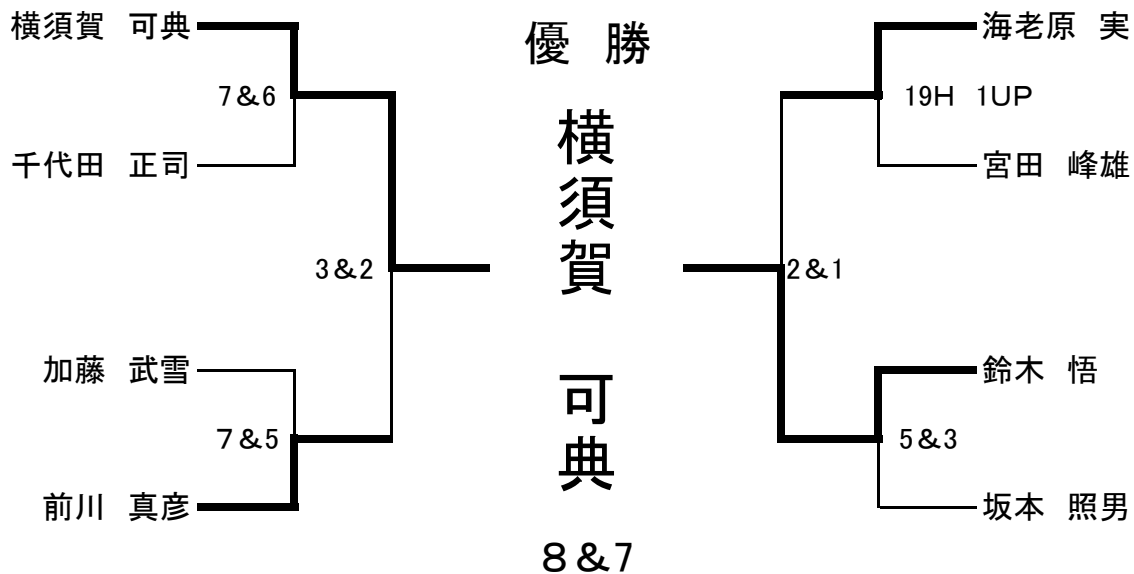 横須賀 可典
7&6
千代田 正司
3&2
加藤 武雪
7&5
前川 真彦
優 勝
横須賀 可典
8&7
海老原 実
19H 1UP
宮田 峰雄
2&1
鈴木 悟
5&3
坂本 照男